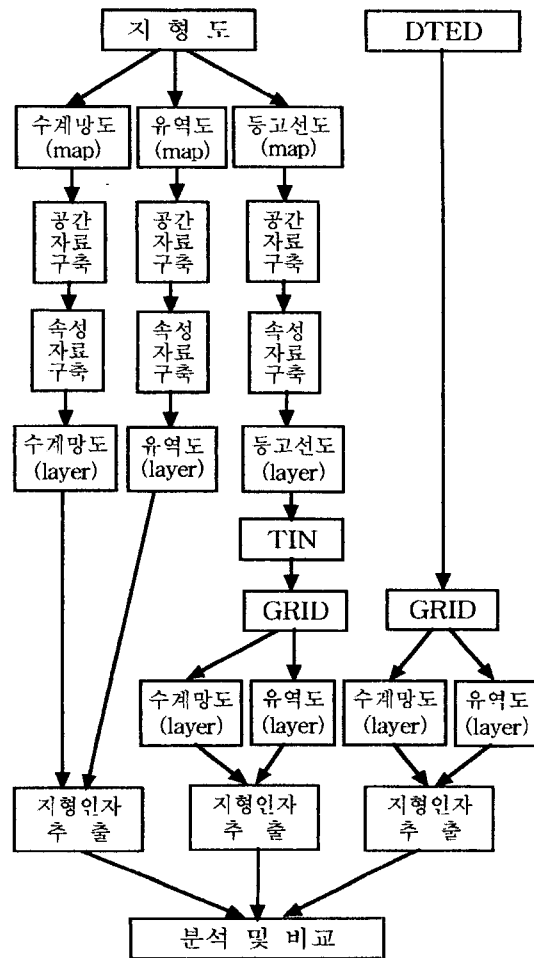 지 형 도
DTED
수계망도
(map)
유역도
(map)
등고선도
(map)
공간
자료
구축
공간
자료
구축
공간
자료
구축
속성
자료
구축
속성
자료
구축
속성
자료
구축
수계망도
(layer)
유역도
(layer)
등고선도
(layer)
TIN
GRID
GRID
수계망도
(layer)
유역도
(layer)
수계망도
(layer)
유역도
(layer)
지형인자
추 출
지형인자
추 출
지형인자
추 출
분석 및 비교